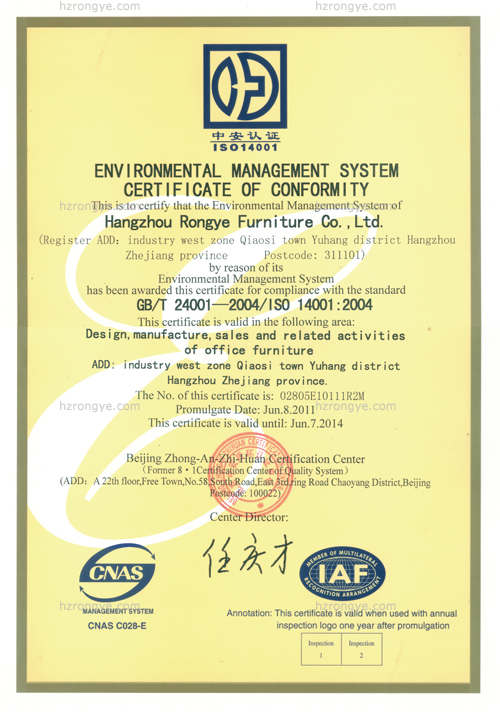 hzrongye.com hzrongye.com
中安认证
ISO14001
ENVIRONMENTAL MANAGEMENT SYSTEM
CERTIFICATE OF CONFORMITY
This is to certify that the Environmental Management System of
Hangzhou Rongye Furniture Co., Ltd.
(Register ADD: industry west zone Qiaosi town Yuhang district Hangzhou
Zhejiang province Postcode: 311101)
by reason of its
Environmental Management System
has been awarded this certificate for compliance with the standard
GB/T 24001—2004/ISO 14001:2004
This certificate is valid in the following area:
Design, manufacture, sales and related activities
of office furniture
ADD: industry west zone Qiaosi town Yuhang district
Hangzhou Zhejiang province.
The No. of this certificate is: 02805E10111R2M
hzrongye.com hzrongye.com
Promulgate Date: Jun.8.2011
This certificate is valid until: Jun.7.2014
Beijing Zhong-An-Zhi-Huan Certification Center
(Former 8·1Certification Center of Quality System)
(ADD: A 22th floor, Free Town, No.58 South Road, East 3rd ring Road Chaoyang District, Beijing
Postcode: 100022)
Center Director:
任庆才
CNAS
MANAGEMENT SYSTEM
CNAS C028-E
MEMBER OF MULTILATERAL
IAF
RECOGNITION ARRANGEMENT
hzrongye.com hzrongye.com
Annotation: This certificate is valid when used with annual
inspection logo one year after promulgation
Inspection Inspection
1 2